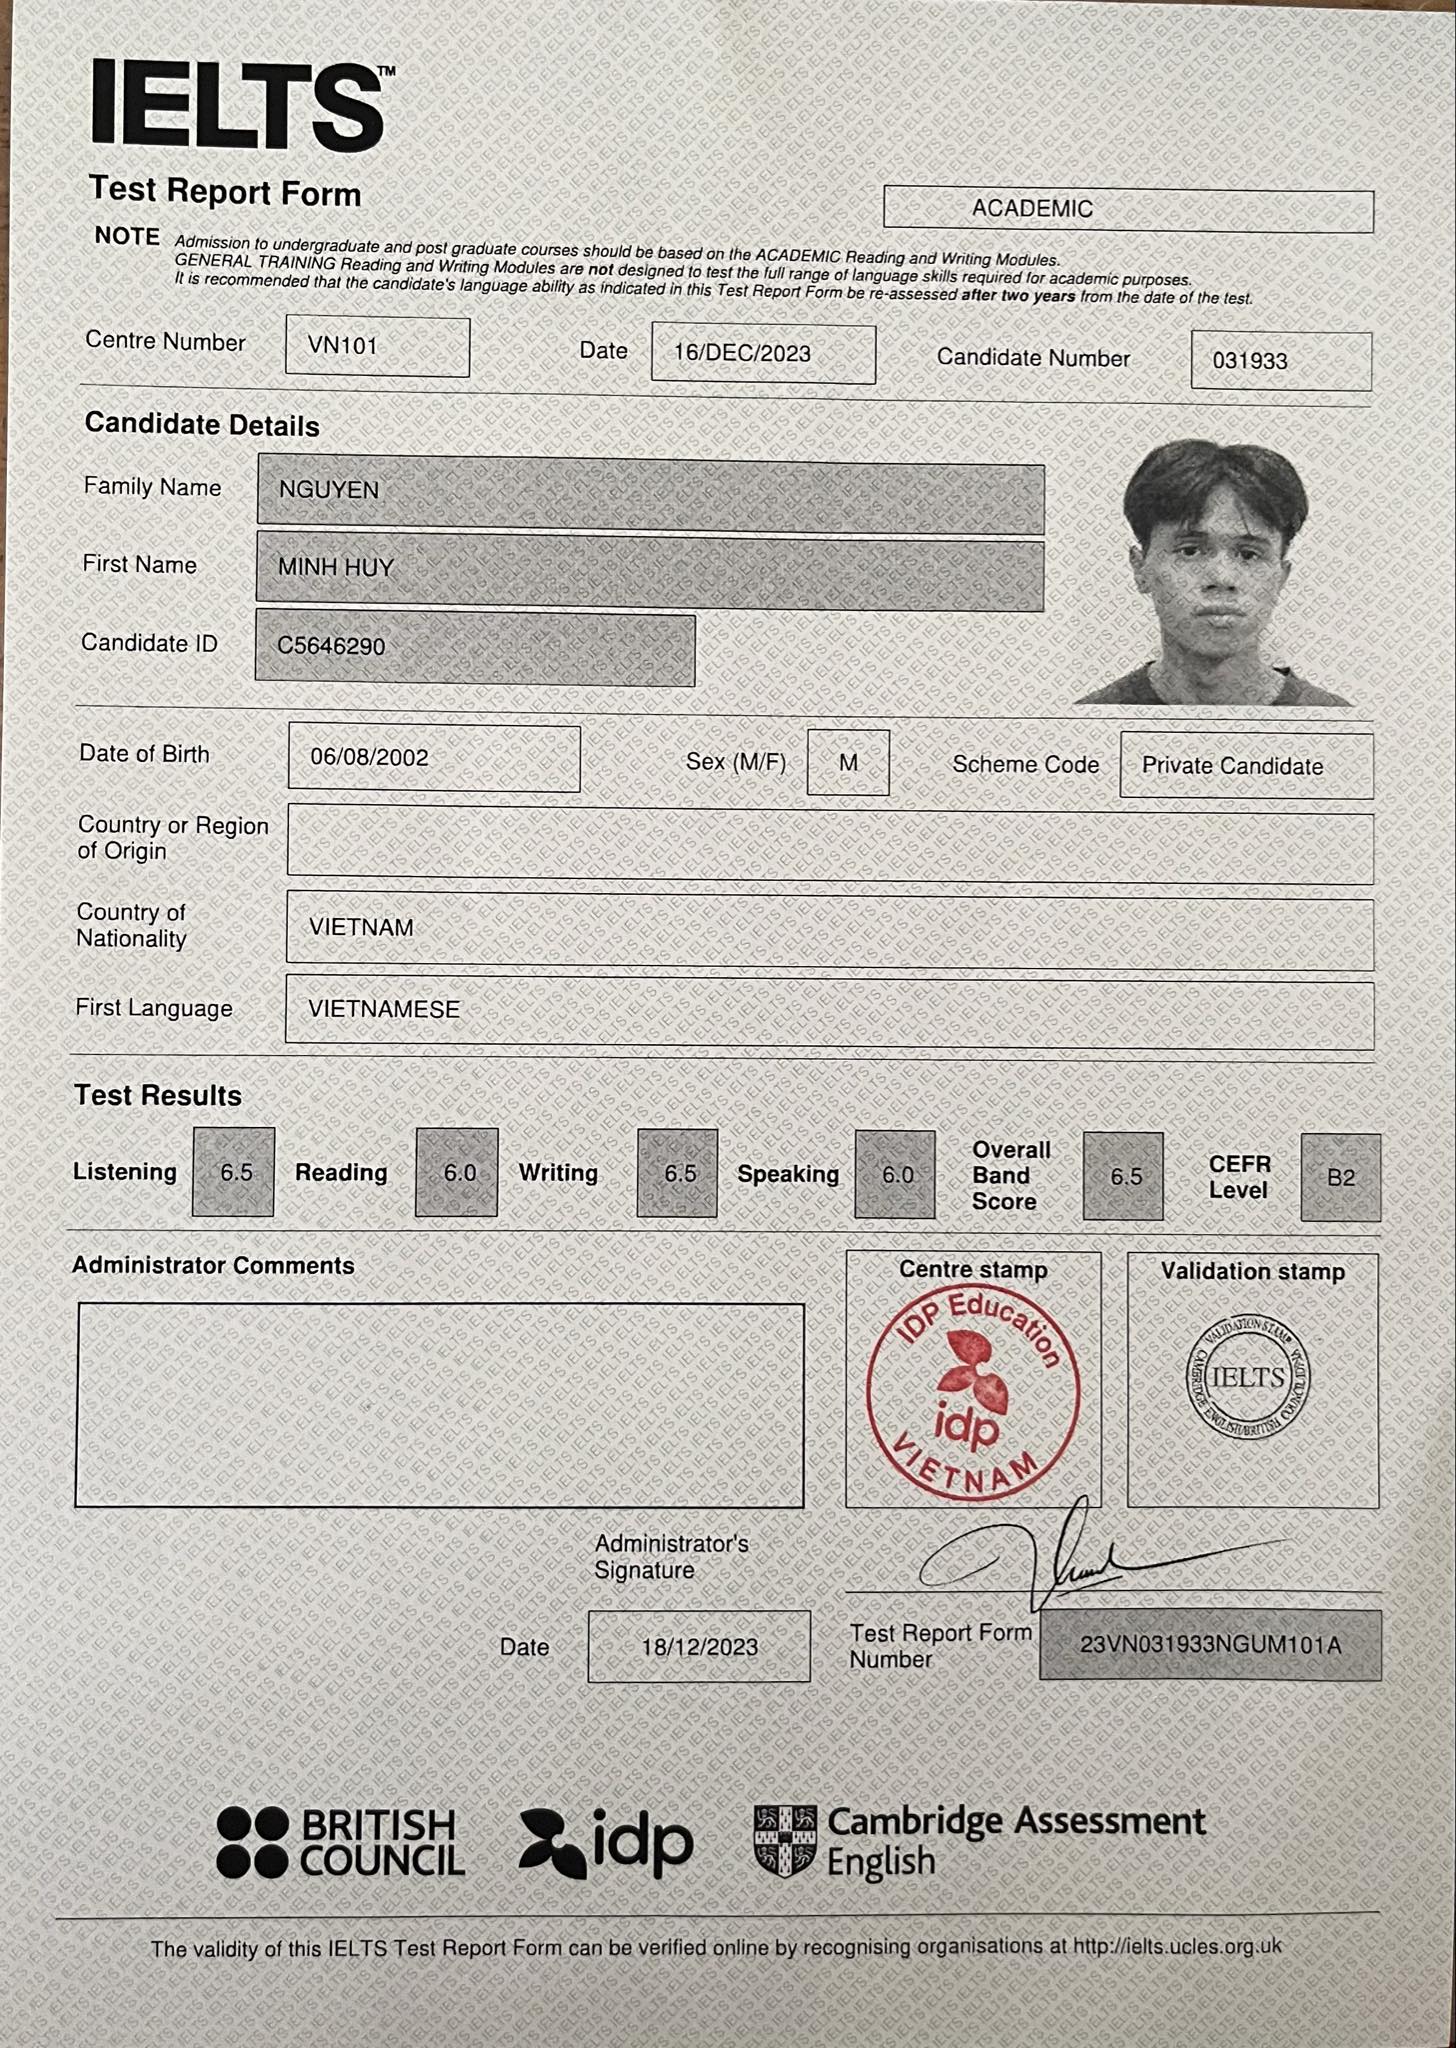 IELTS™
Test Report Form
ACADEMIC
NOTE Admission to undergraduate and post graduate courses should be based on the ACADEMIC Reading and Writing Modules.
GENERAL TRAINING Reading and Writing Modules are not designed to test the full range of language skills required for academic purposes.
It is recommended that the candidate's language ability as indicated in this Test Report Form be re-assessed after two years from the date of the test.
Centre Number VN101 Date 16/DEC/2023 Candidate Number 031933
Candidate Details
Family Name NGUYEN
First Name MINH HUY
Candidate ID C5646290
Date of Birth 06/08/2002 Sex (M/F) M Scheme Code Private Candidate
Country or Region
of Origin
Country of
Nationality
VIETNAM
First Language VIETNAMESE
Test Results
Listening 6.5 Reading 6.0 Writing 6.5 Speaking 6.0
Overall
Band
Score
6.5
CEFR
Level
B2
Administrator Comments
Centre stamp
IDP Education
idp
VIETNAM
Validation stamp
VALIDATION STAMP
IELTS
CAMBRIDGE ENGLISH/BRITISH COUNCIL/IDP:IA
Administrator's
Signature
Date 18/12/2023
Test Report Form
Number
23VN031933NGUM101A
BRITISH
COUNCIL
idp
Cambridge Assessment
English
The validity of this IELTS Test Report Form can be verified online by recognising organisations at http://ielts.ucles.org.uk